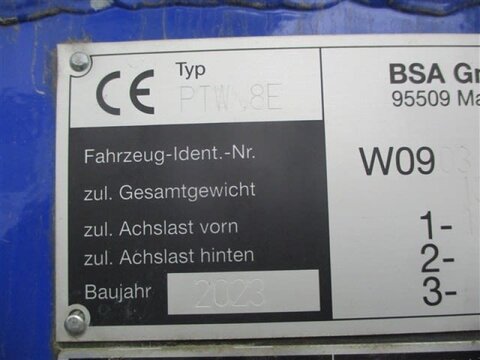 CE Typ BSA Gm
PTW 8E 95509 Ma
Fahrzeug-Ident.-Nr. W09
zul. Gesamtgewicht
zul. Achslast vorn 1-
zul. Achslast hinten 2-
Baujahr 2023 3-